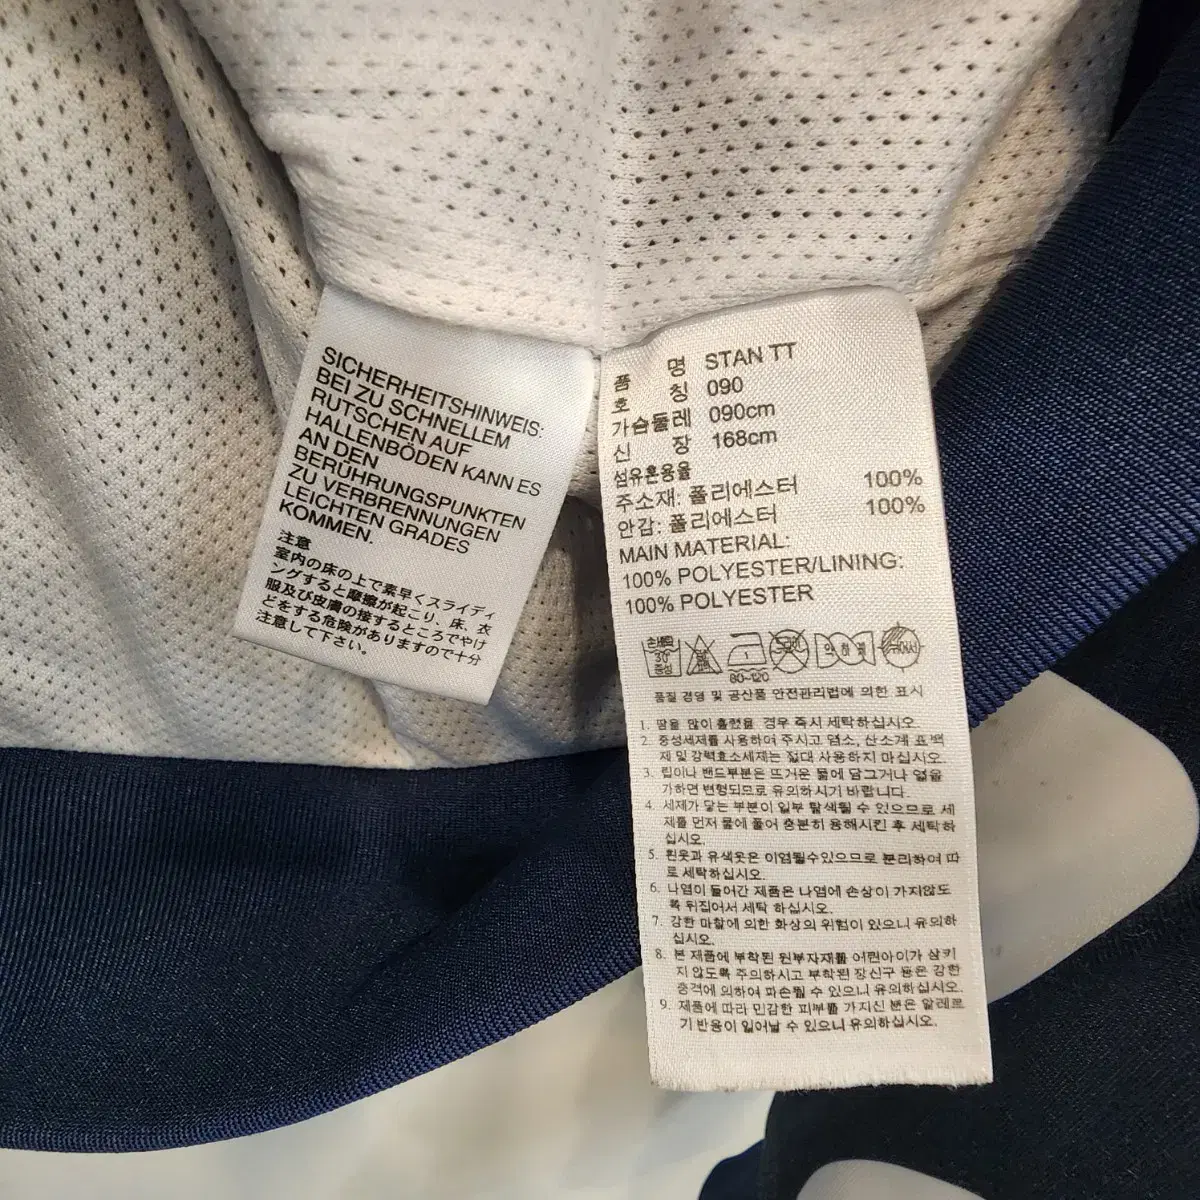 SICHERHEITSHINWEIS:
BEI ZU SCHNELLEM
RUTSCHEN AUF
HALLENBÖDEN KANN ES
AN DEN
BERÜHRUNGSPUNKTEN
ZU VERBRENNUNGEN
LEICHTEN GRADES
KOMMEN.
注意
室内の床の上で素早くスライディ
ングすると摩擦が起こり、床、衣
服及び皮膚の接するところでやけ
どをする危険がありますので十分
注意して下さい。
품 명 STAN TT
호 칭 090
가슴둘레 090cm
신 장 168cm
섬유혼용율
주소재: 폴리에스터 100%
안감: 폴리에스터 100%
MAIN MATERIAL:
100% POLYESTER/LINING:
100% POLYESTER
손세탁
30°
중성
80~120
품질 경영 및 공산품 안전관리법에 의한 표시
1. 땀을 많이 흘렸을 경우 즉시 세탁하십시오.
2. 중성세제를 사용하여 주시고 염소, 산소계 표백
제 및 강력효소세제는 절대 사용하지 마십시오.
3. 립이나 밴드부분은 뜨거운 물에 담그거나 열을
가하면 변형되므로 유의하시기 바랍니다.
4. 세제가 닿는 부분이 일부 탈색될 수 있으므로 세
제를 먼저 물에 풀어 충분히 용해시킨 후 세탁하
십시오.
5. 흰옷과 유색옷은 이염될수있으므로 분리하여 따
로 세탁하십시오.
6. 나염이 들어간 제품은 나염에 손상이 가지않도
록 뒤집어서 세탁 하십시오.
7. 강한 마찰에 의한 화상의 위험이 있으니 유의하
십시오.
8. 본 제품에 부착된 원부자재를 어린아이가 삼키
지 않도록 주의하시고 부착된 장신구 등은 강한
충격에 의하여 파손될 수 있으니 유의하십시오.
9. 제품에 따라 민감한 피부를 가지신 분은 알레르
기 반응이 일어날 수 있으니 유의하십시오.